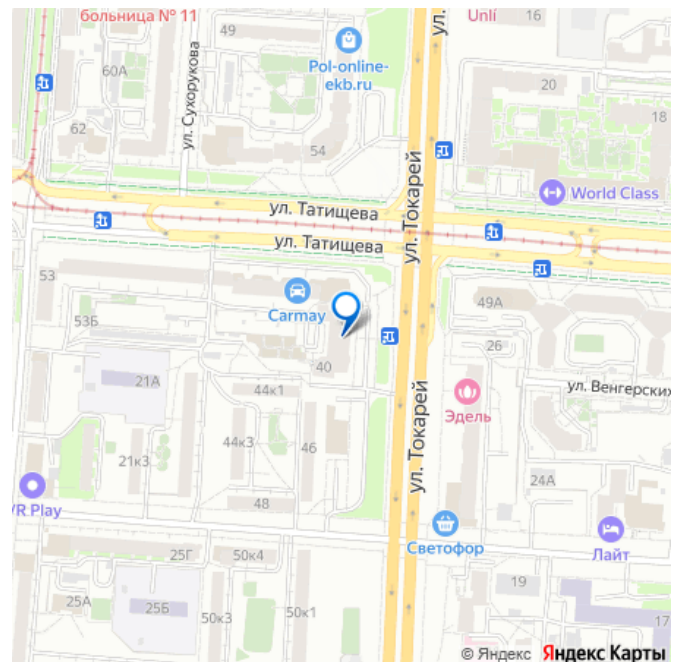 больница № 11
49
ул.
Unli
16
60А
ул. Сухорукова
Pol-online-
ekb.ru
20
18
62
54
ул. Токарей
World Class
ул. Татищева
ул. Татищева
53
Carmay
49А
53Б
26
40
21А
44к1
ул. Венгерских
Эдель
ул. Токарей
44к3
46
21к3
24А
VR Play
48
Светофор
Лайт
25Г
50к4
19
25А
25Б
50к3
50к1
17
© Яндекс Яндекс Карты